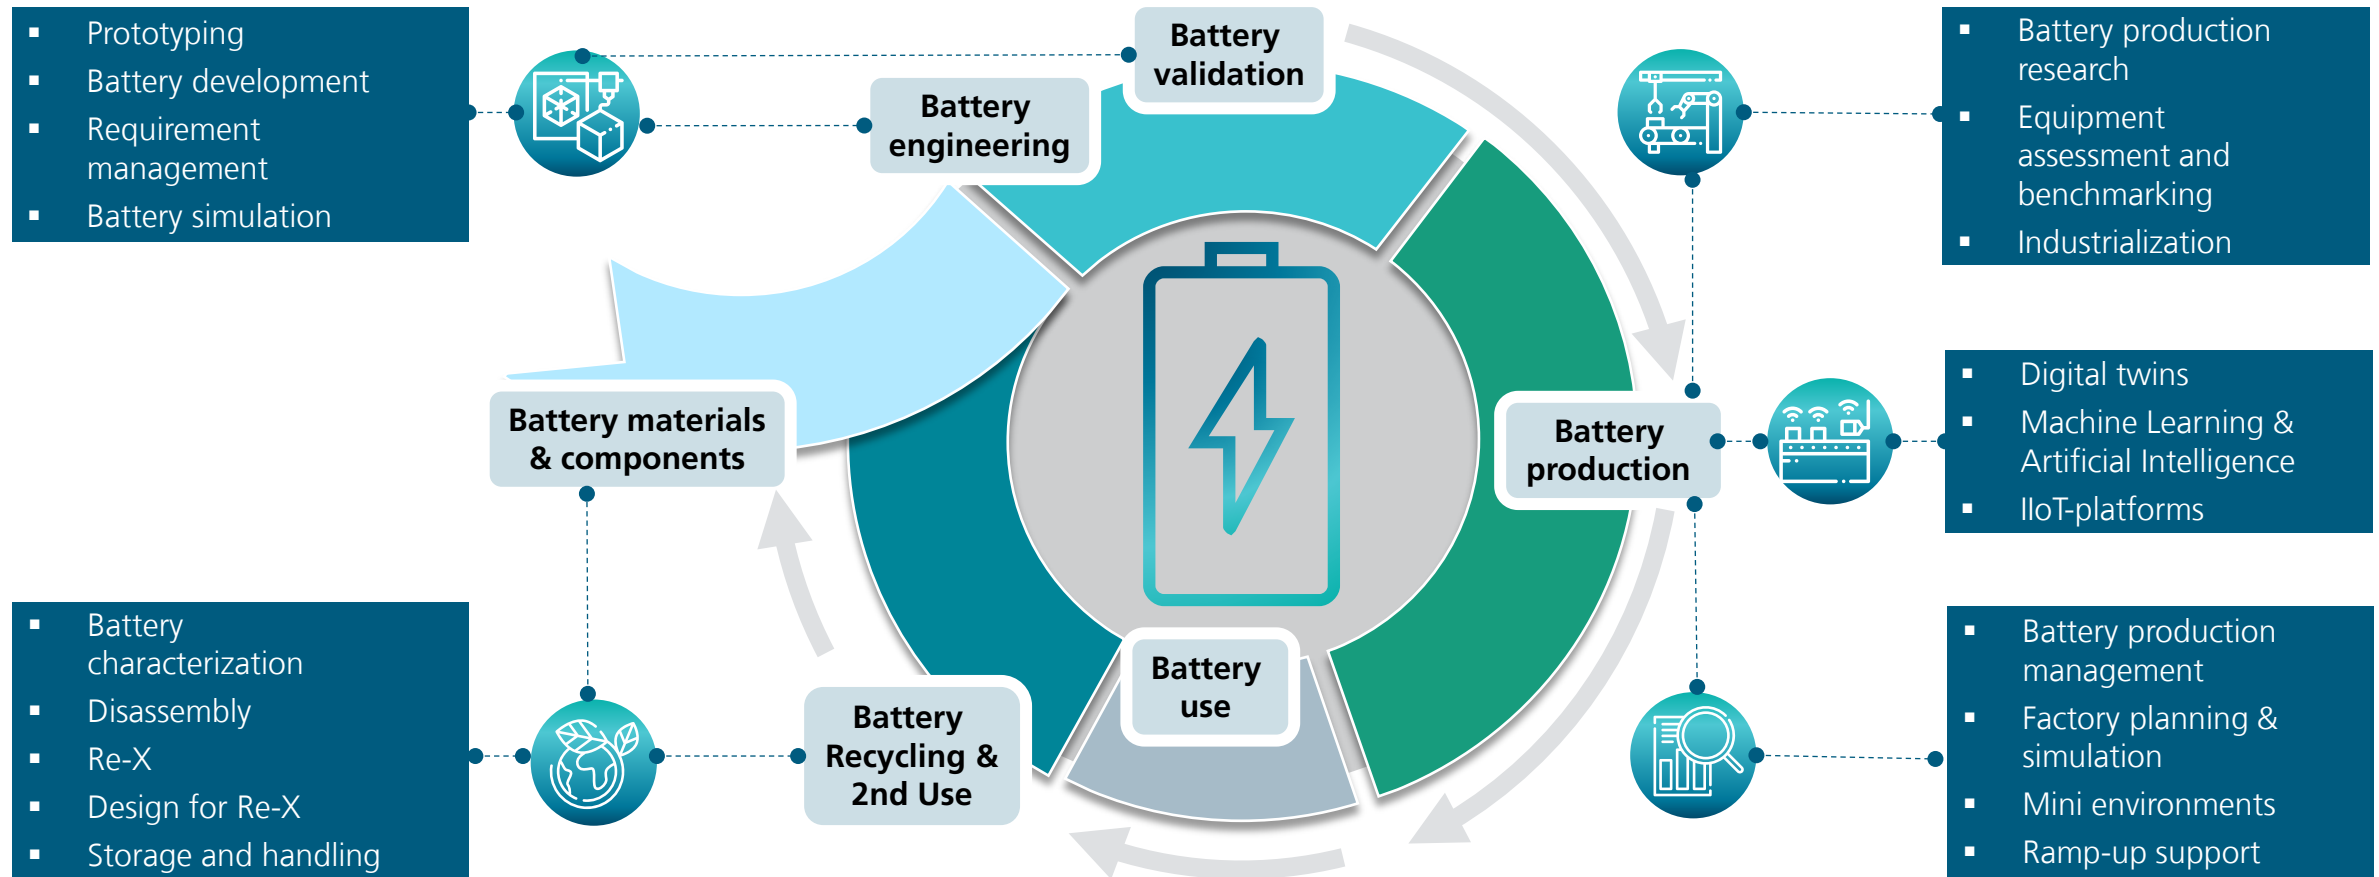 ▪ Prototyping
▪ Battery development
▪ Requirement
management
▪ Battery simulation
Battery
validation
Battery
engineering
▪ Battery production
research
▪ Equipment
assessment and
benchmarking
▪ Industrialization
Battery materials
& components
Battery
production
▪ Digital twins
▪ Machine Learning &
Artificial Intelligence
▪ IIoT-platforms
▪ Battery
characterization
▪ Disassembly
▪ Re-X
▪ Design for Re-X
▪ Storage and handling
Battery
Recycling &
2nd Use
Battery
use
▪ Battery production
management
▪ Factory planning &
simulation
▪ Mini environments
▪ Ramp-up support